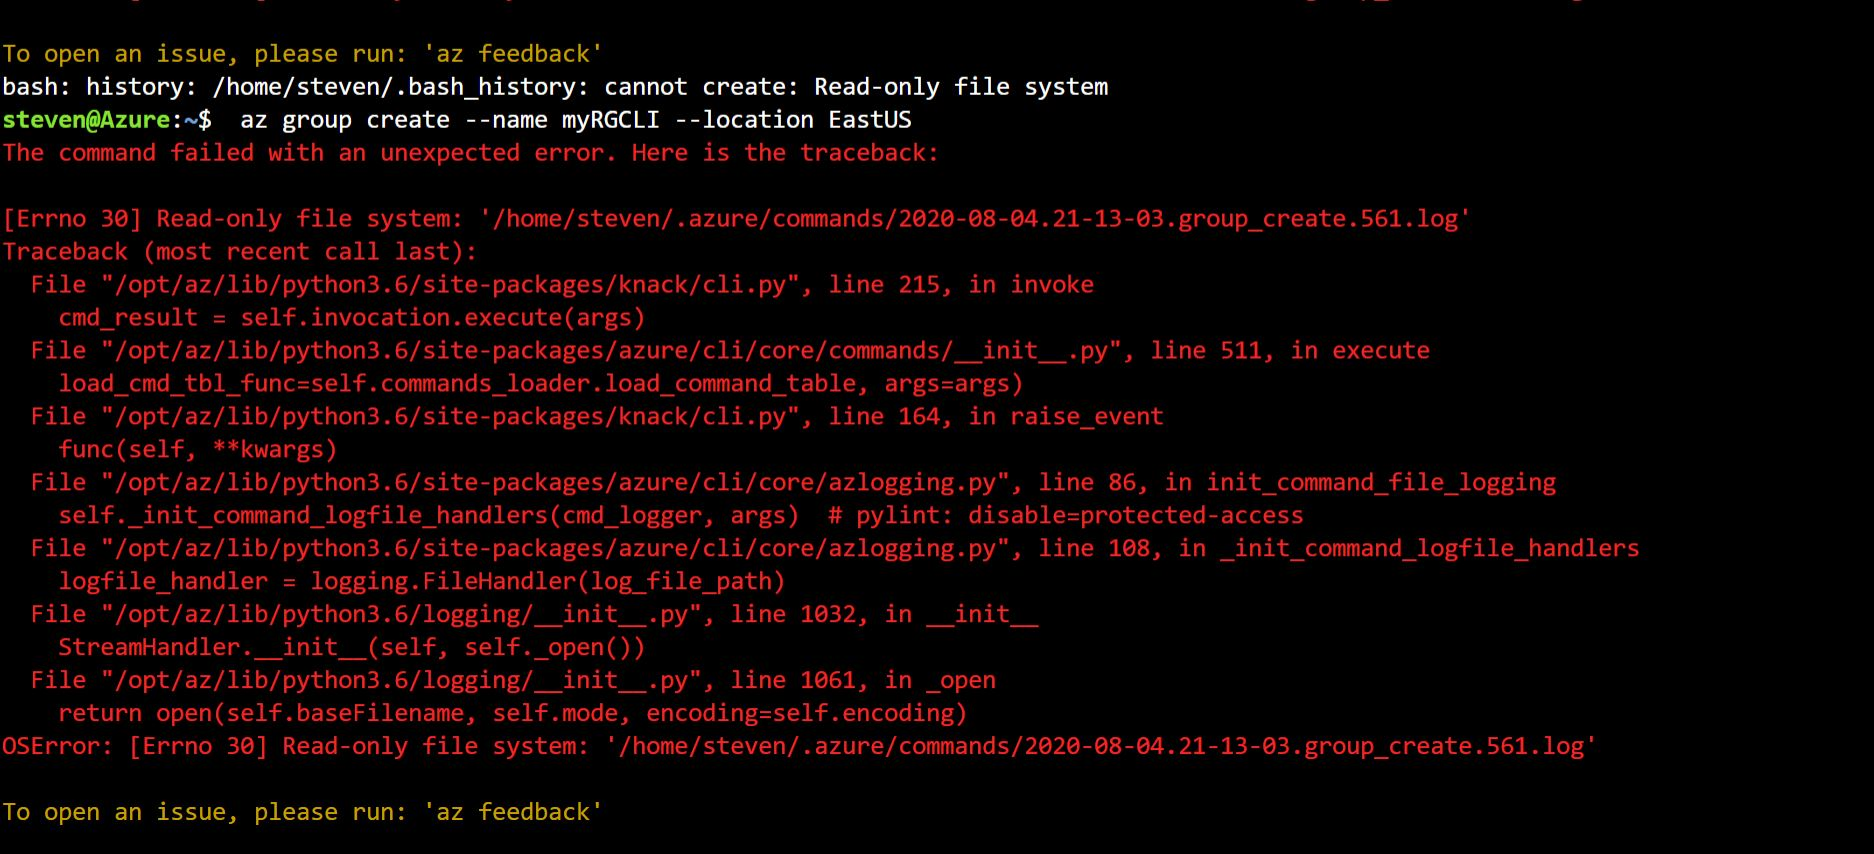 To open an issue, please run: 'az feedback'
bash: history: /home/steven/.bash_history: cannot create: Read-only file system
steven@Azure:~$  az group create --name myRGCLI --location EastUS
The command failed with an unexpected error. Here is the traceback:
[Errno 30] Read-only file system: '/home/steven/.azure/commands/2020-08-04.21-13-03.group_create.561.log'
Traceback (most recent call last):
  File "/opt/az/lib/python3.6/site-packages/knack/cli.py", line 215, in invoke
    cmd_result = self.invocation.execute(args)
  File "/opt/az/lib/python3.6/site-packages/azure/cli/core/commands/__init__.py", line 511, in execute
    load_cmd_tbl_func=self.commands_loader.load_command_table, args=args)
  File "/opt/az/lib/python3.6/site-packages/knack/cli.py", line 164, in raise_event
    func(self, **kwargs)
  File "/opt/az/lib/python3.6/site-packages/azure/cli/core/azlogging.py", line 86, in init_command_file_logging
    self._init_command_logfile_handlers(cmd_logger, args)  # pylint: disable=protected-access
  File "/opt/az/lib/python3.6/site-packages/azure/cli/core/azlogging.py", line 108, in _init_command_logfile_handlers
    logfile_handler = logging.FileHandler(log_file_path)
  File "/opt/az/lib/python3.6/logging/__init__.py", line 1032, in __init__
    StreamHandler.__init__(self, self._open())
  File "/opt/az/lib/python3.6/logging/__init__.py", line 1061, in _open
    return open(self.baseFilename, self.mode, encoding=self.encoding)
OSError: [Errno 30] Read-only file system: '/home/steven/.azure/commands/2020-08-04.21-13-03.group_create.561.log'
To open an issue, please run: 'az feedback'